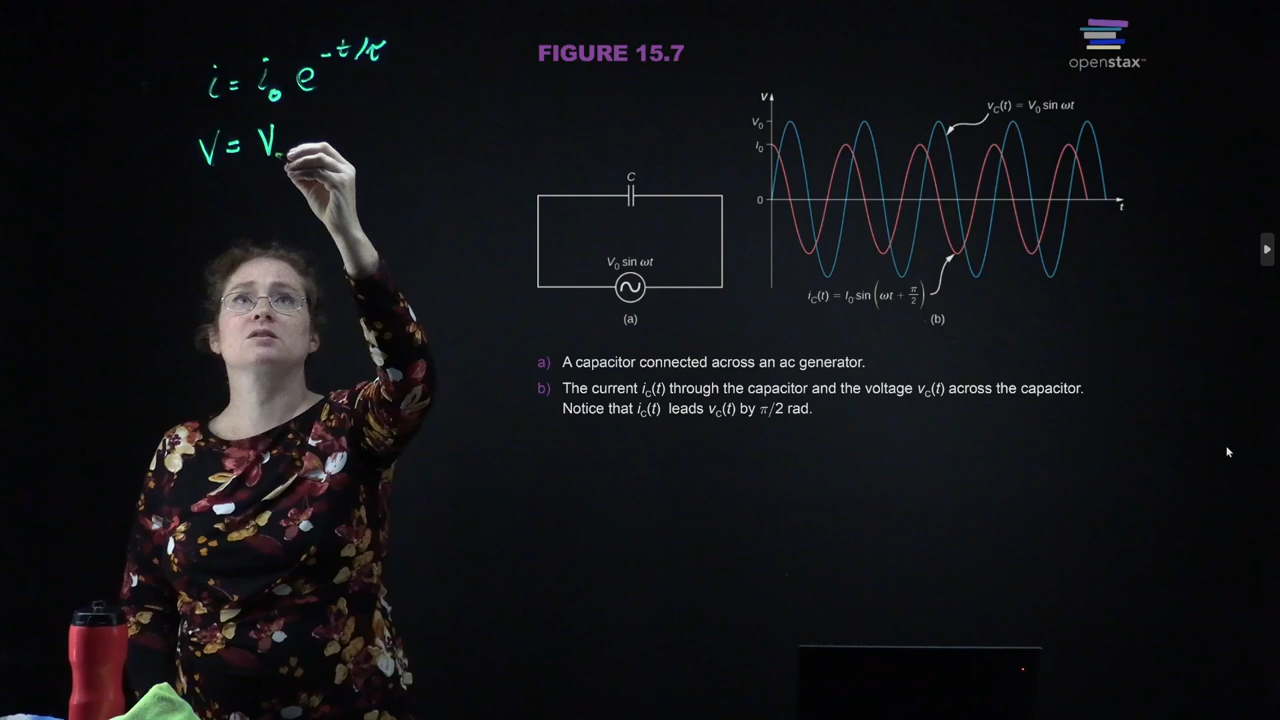 i = i₀ e^(-t/τ)
V = V₀
FIGURE 15.7
openstax™
V
V₀
I₀
0
t
v_C(t) = V₀ sin ωt
i_C(t) = I₀ sin (ωt + π/2)
(b)
C
V₀ sin ωt
(a)
a) A capacitor connected across an ac generator.
b) The current i_C(t) through the capacitor and the voltage v_C(t) across the capacitor.
Notice that i_C(t) leads v_C(t) by π/2 rad.